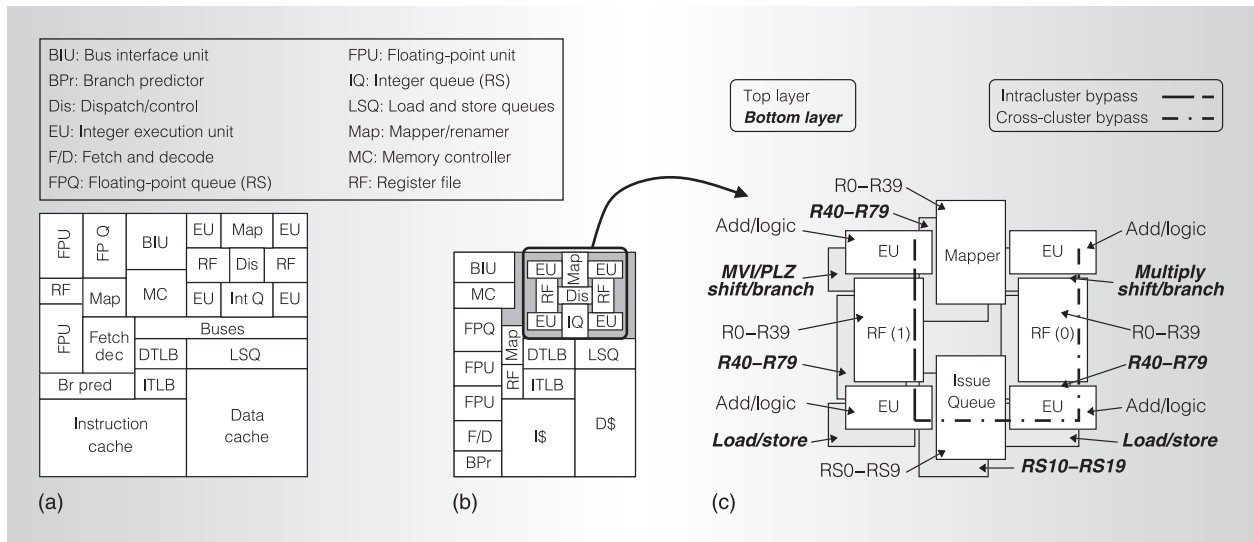 BIU: Bus interface unit
BPr: Branch predictor
Dis: Dispatch/control
EU: Integer execution unit
F/D: Fetch and decode
FPQ: Floating-point queue (RS)
FPU: Floating-point unit
IQ: Integer queue (RS)
LSQ: Load and store queues
Map: Mapper/renamer
MC: Memory controller
RF: Register file
FPU
FP Q
BIU
EU
Map
EU
RF
Dis
RF
RF
Map
MC
EU
Int Q
EU
FPU
Fetch
dec
Buses
DTLB
LSQ
Br pred
ITLB
Instruction
cache
Data
cache
(a)
BIU
MC
FPQ
FPU
FPU
F/D
BPr
Map
RF
EU
Map
EU
RF
Dis
RF
EU
IQ
EU
DTLB
LSQ
ITLB
I$
D$
(b)
Top layer
Bottom layer
Intracluster bypass
Cross-cluster bypass
R0–R39
R40–R79
Add/logic
EU
Mapper
EU
Add/logic
MVI/PLZ
shift/branch
Multiply
shift/branch
R0–R39
RF (1)
RF (0)
R0–R39
R40–R79
Issue
Queue
R40–R79
Add/logic
EU
EU
Add/logic
Load/store
Load/store
RS0–RS9
RS10–RS19
(c)